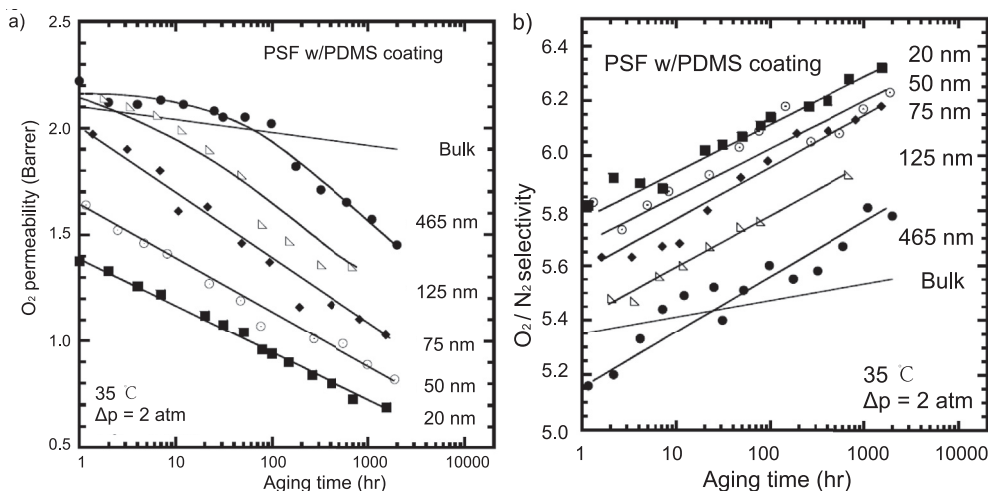 a)
PSF w/PDMS coating
2.5
2.0
1.5
1.0
0.5
O₂ permeability (Barrer)
Bulk
465 nm
125 nm
75 nm
50 nm
20 nm
35 ℃
Δp = 2 atm
1 10 100 1000 10000
Aging time (hr)
b)
PSF w/PDMS coating
6.4
6.2
6.0
5.8
5.6
5.4
5.2
5.0
O₂ / N₂ selectivity
20 nm
50 nm
75 nm
125 nm
465 nm
Bulk
35 ℃
Δp = 2 atm
1 10 100 1000 10000
Aging time (hr)